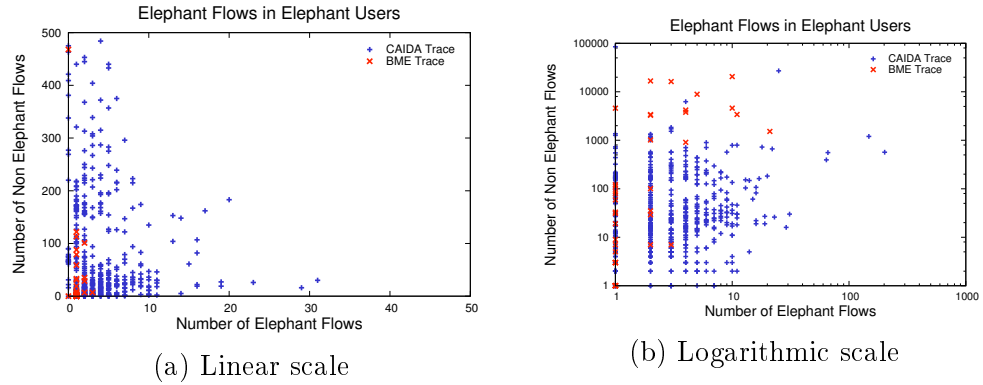 Elephant Flows in Elephant Users
500
400
300
200
100
0
0 10 20 30 40 50
Number of Non Elephant Flows
Number of Elephant Flows
CAIDA Trace
BME Trace
(a) Linear scale
Elephant Flows in Elephant Users
100000
10000
1000
100
10
1
1 10 100 1000
Number of Non Elephant Flows
Number of Elephant Flows
CAIDA Trace
BME Trace
(b) Logarithmic scale